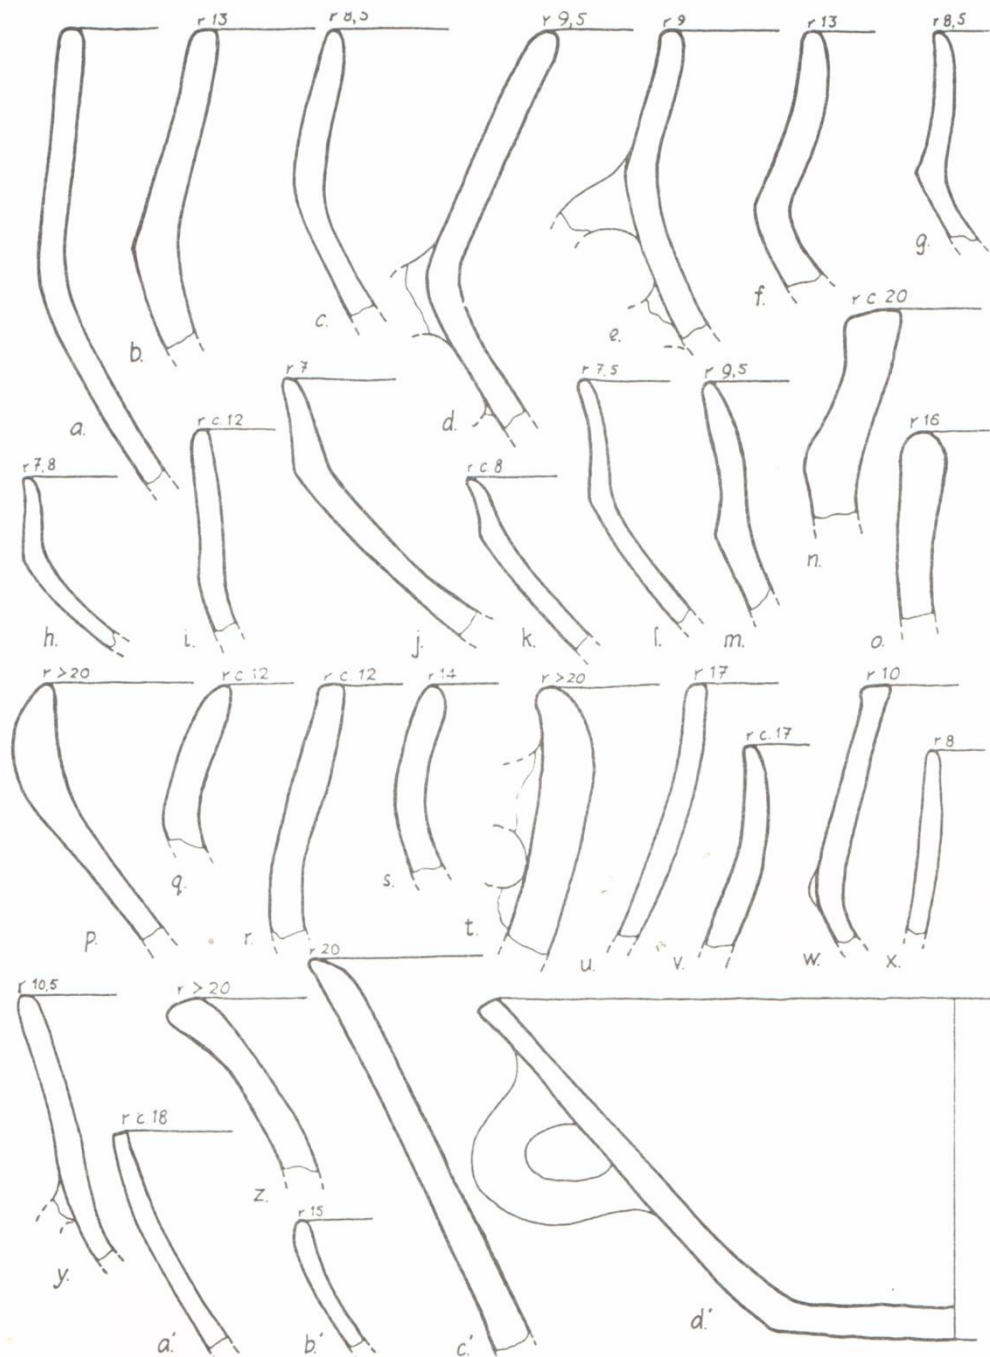 r 13
r 8,5
r 9,5
r 9
r 13
r 8,5
a.
b.
c.
d.
e.
f.
g.
r 7,8
r c. 12
r 7
r c. 8
r 7,5
r 9,5
r c. 20
r 16
h.
i.
j.
k.
l.
m.
n.
o.
r > 20
r c. 12
r c. 12
r 14
r > 20
r 17
r c. 17
r 10
r 8
p.
q.
r.
s.
t.
u.
v.
w.
x.
r 10,5
r c. 18
r > 20
r 15
r 20
y.
a.'
z.
b.'
c.'
d.'